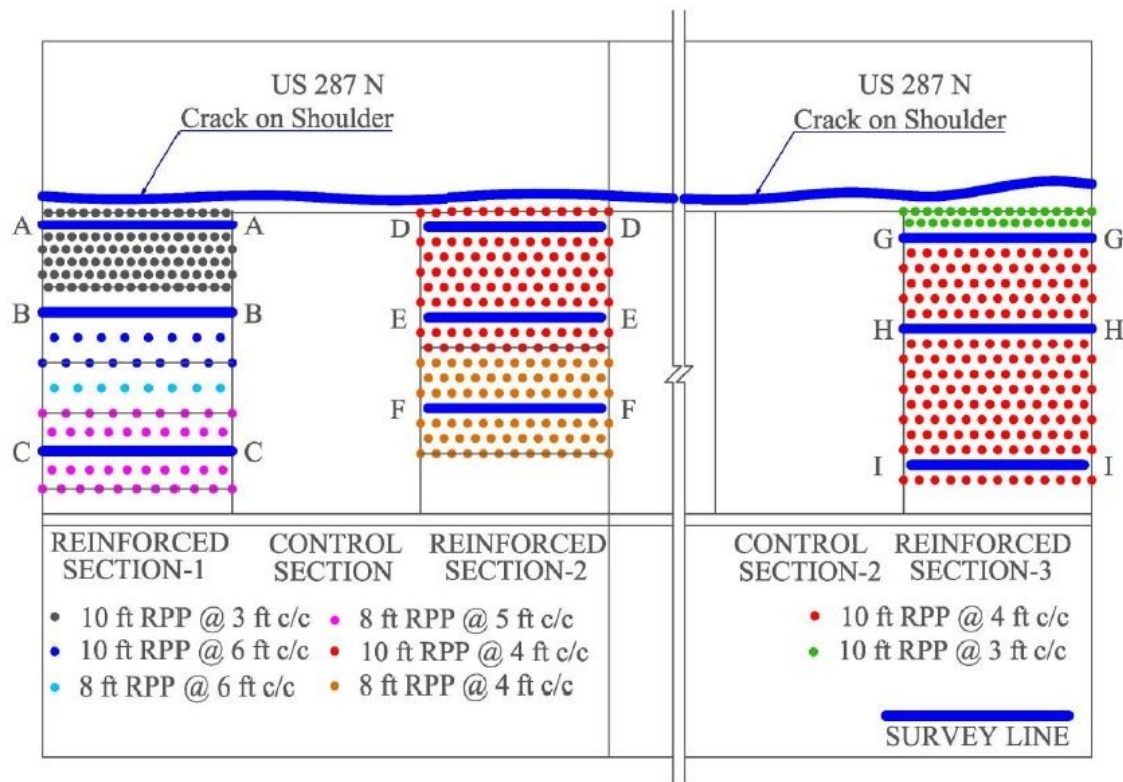 US 287 N
Crack on Shoulder
US 287 N
Crack on Shoulder
A A
B B
C C
D D
E E
F F
G G
H H
I I
REINFORCED
SECTION-1
CONTROL
SECTION
REINFORCED
SECTION-2
CONTROL
SECTION-2
REINFORCED
SECTION-3
10 ft RPP @ 3 ft c/c
10 ft RPP @ 6 ft c/c
8 ft RPP @ 6 ft c/c
8 ft RPP @ 5 ft c/c
10 ft RPP @ 4 ft c/c
8 ft RPP @ 4 ft c/c
10 ft RPP @ 4 ft c/c
10 ft RPP @ 3 ft c/c
SURVEY LINE